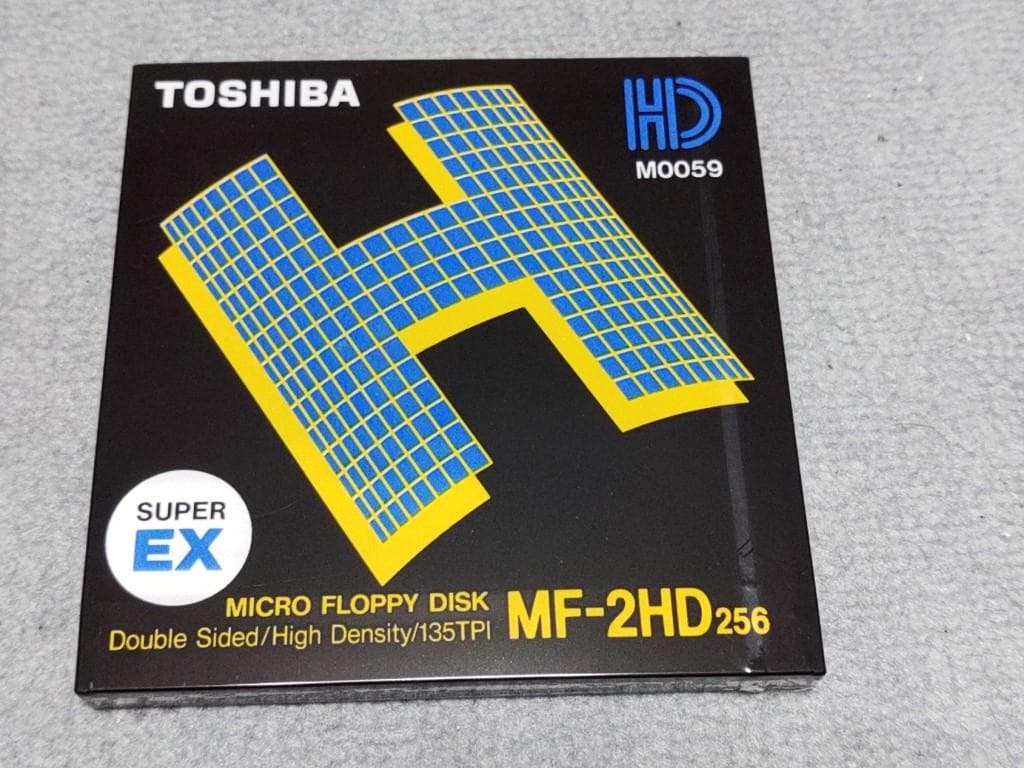 TOSHIBA
HD
M0059
SUPER
EX
MICRO FLOPPY DISK
Double Sided/High Density/135TPI
MF-2HD256